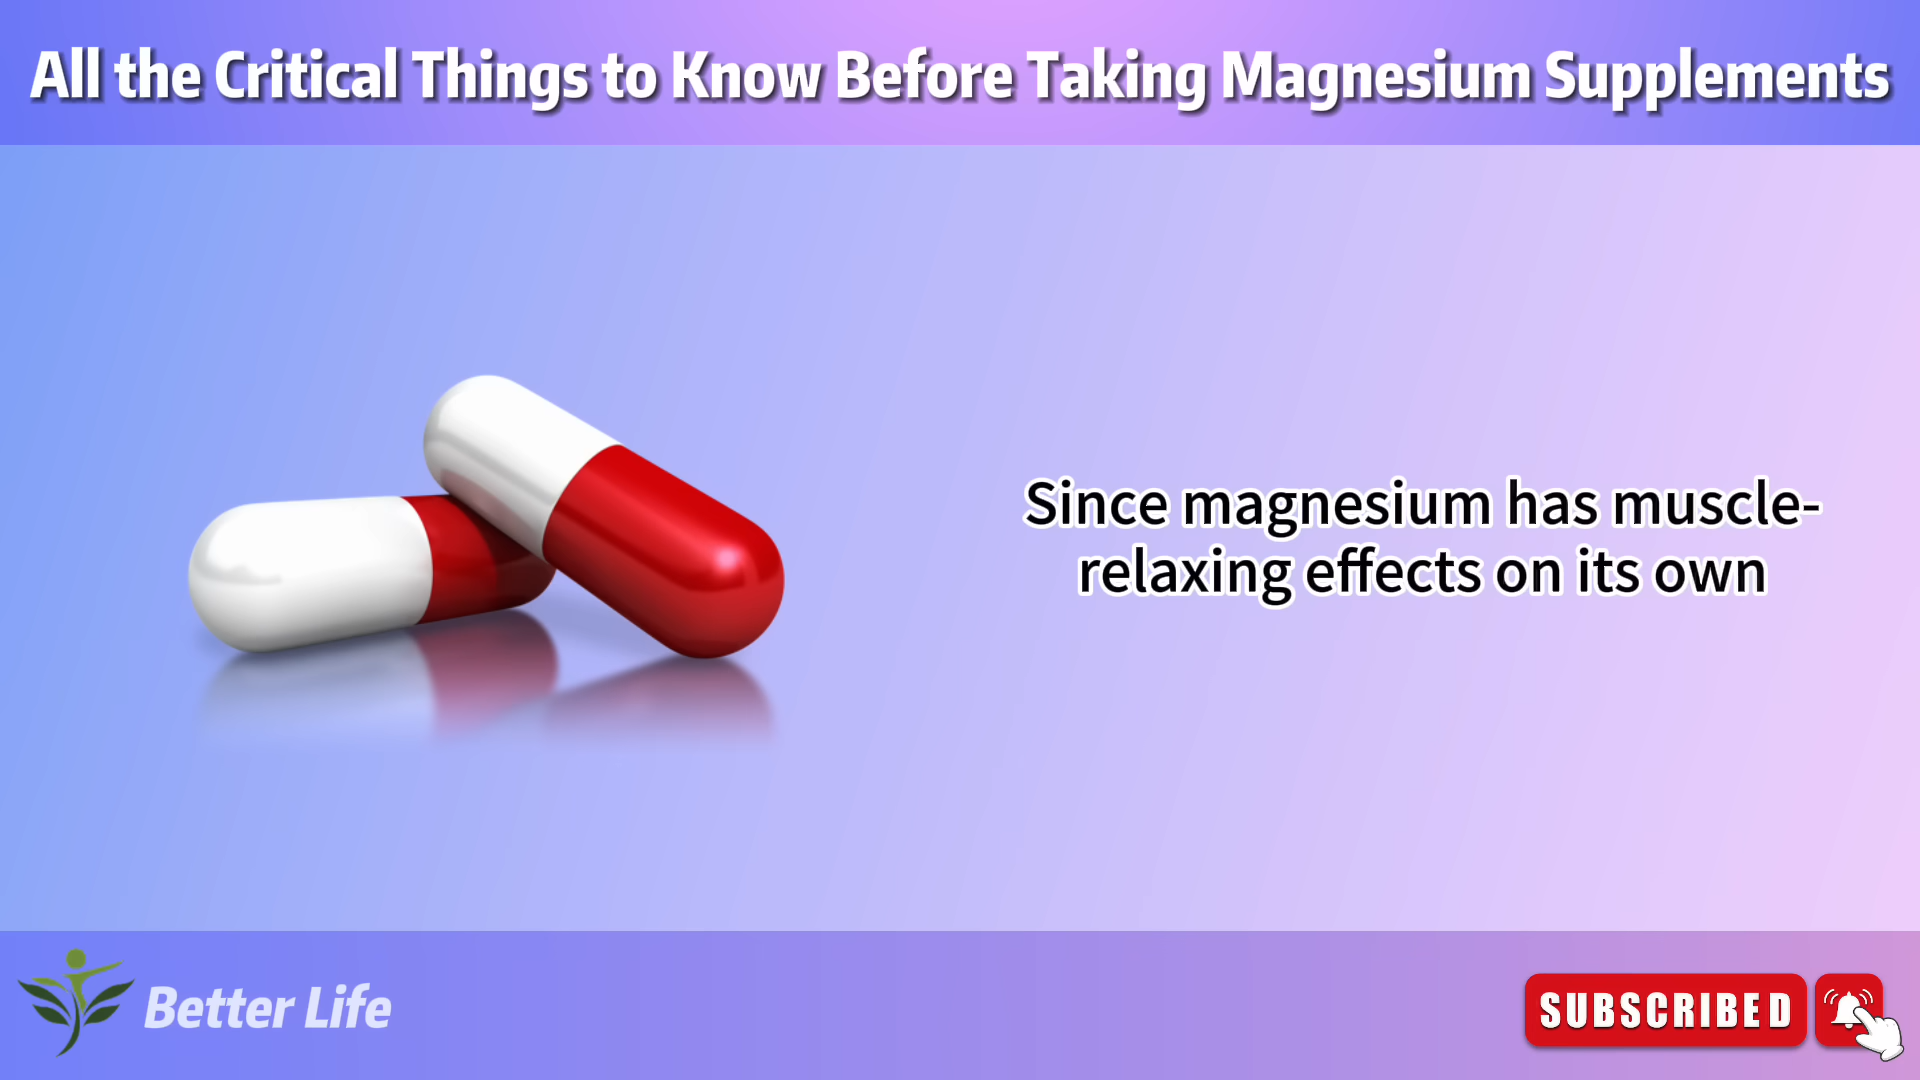 All the Critical Things to Know Before Taking Magnesium Supplements
Since magnesium has muscle-
relaxing effects on its own
Better Life
SUBSCRIBED